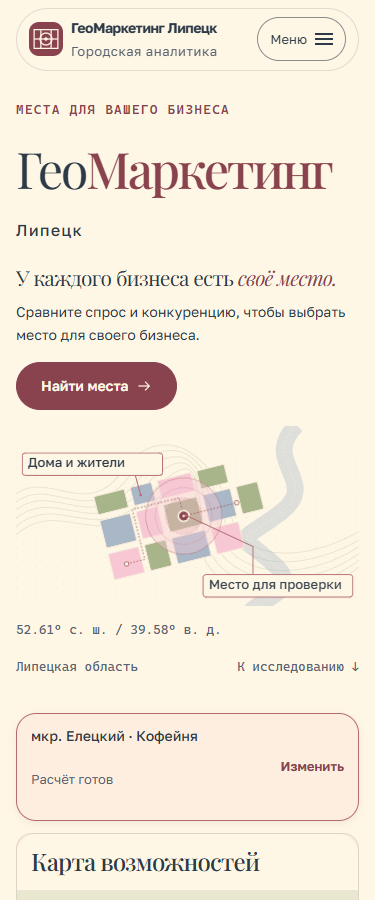 ГеоМаркетинг Липецк
Городская аналитика
Меню
МЕСТА ДЛЯ ВАШЕГО БИЗНЕСА
ГеоМаркетинг
Липецк
У каждого бизнеса есть своё место.
Сравните спрос и конкуренцию, чтобы выбрать
место для своего бизнеса.
Найти места →
Дома и жители
Место для проверки
52.61° с. ш. / 39.58° в. д.
Липецкая область
К исследованию ↓
мкр. Елецкий · Кофейня
Изменить
Расчёт готов
Карта возможностей